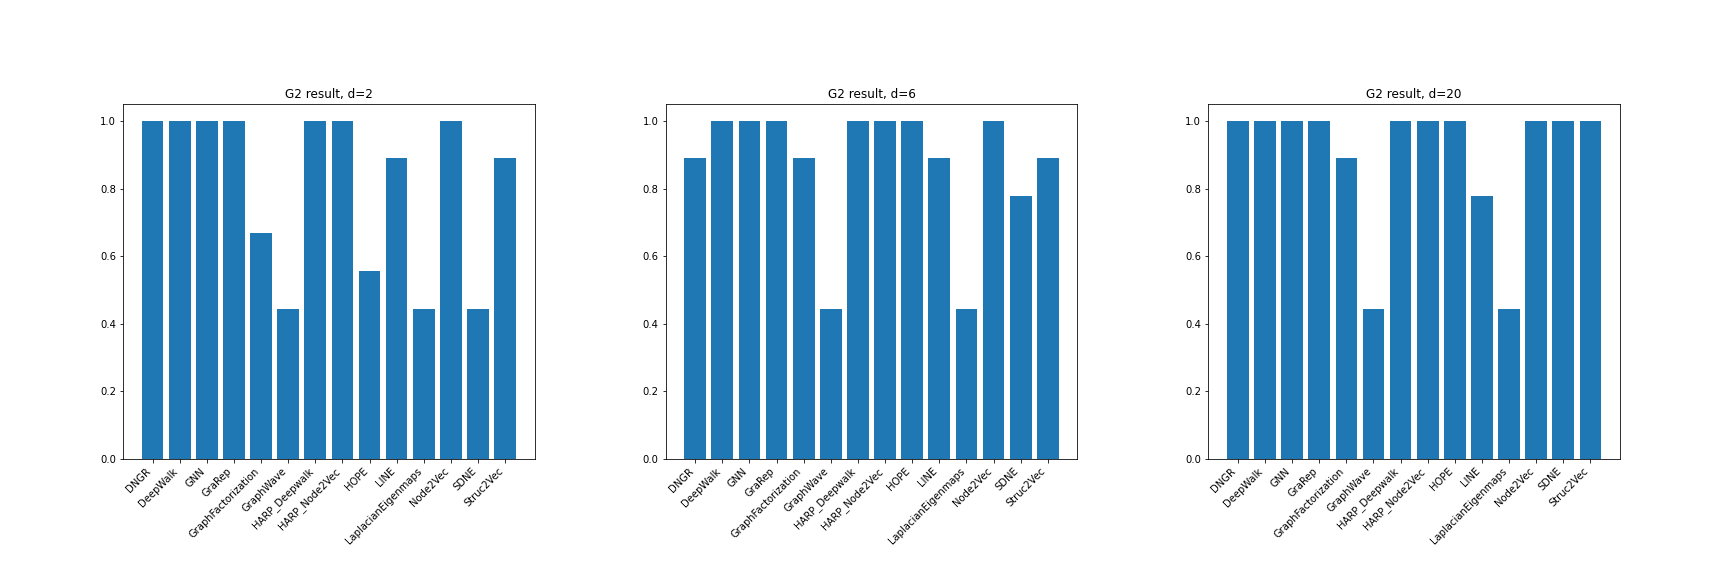 G2 result, d=2
1.0
0.8
0.6
0.4
0.2
0.0
DNGR
DeepWalk
GNN
GraRep
GraphFactorization
GraphWave
HARP_Deepwalk
HARP_Node2Vec
HOPE
LINE
LaplacianEigenmaps
Node2Vec
SDNE
Struc2Vec
G2 result, d=6
1.0
0.8
0.6
0.4
0.2
0.0
DNGR
DeepWalk
GNN
GraRep
GraphFactorization
GraphWave
HARP_Deepwalk
HARP_Node2Vec
HOPE
LINE
LaplacianEigenmaps
Node2Vec
SDNE
Struc2Vec
G2 result, d=20
1.0
0.8
0.6
0.4
0.2
0.0
DNGR
DeepWalk
GNN
GraRep
GraphFactorization
GraphWave
HARP_Deepwalk
HARP_Node2Vec
HOPE
LINE
LaplacianEigenmaps
Node2Vec
SDNE
Struc2Vec